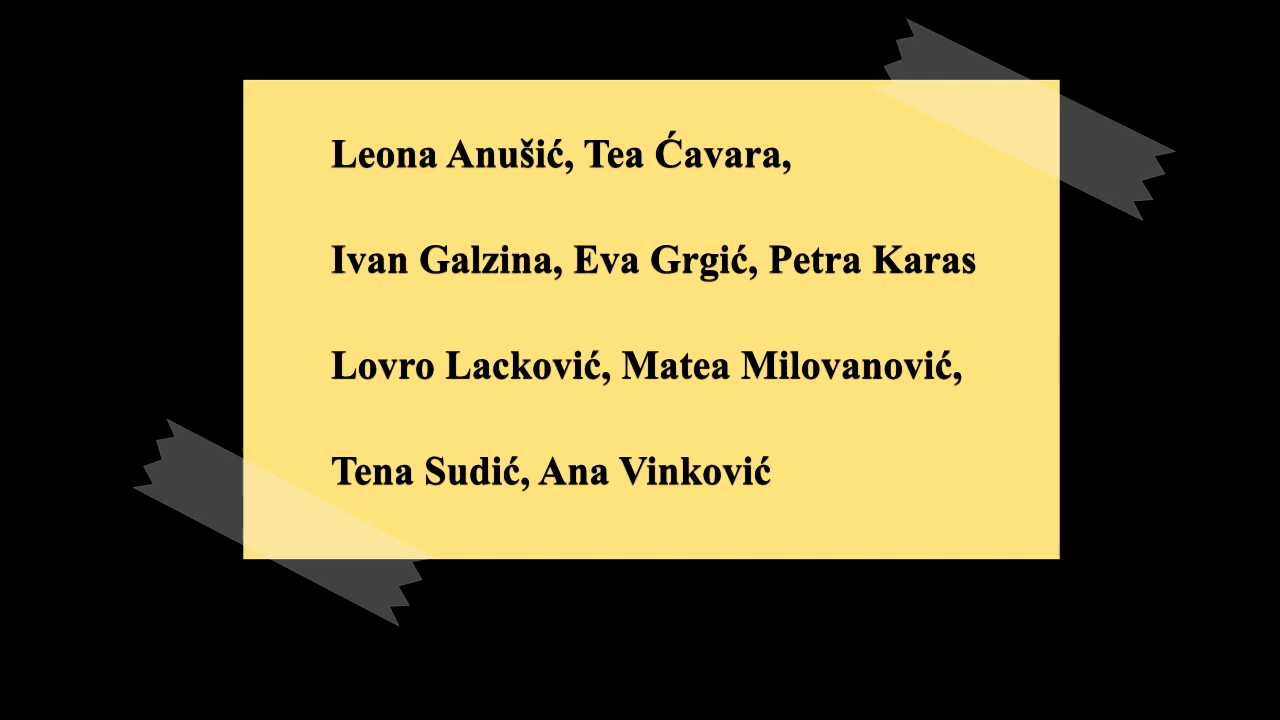 Leona Anušić, Tea Ćavara,
Ivan Galzina, Eva Grgić, Petra Karas
Lovro Lacković, Matea Milovanović,
Tena Sudić, Ana Vinković